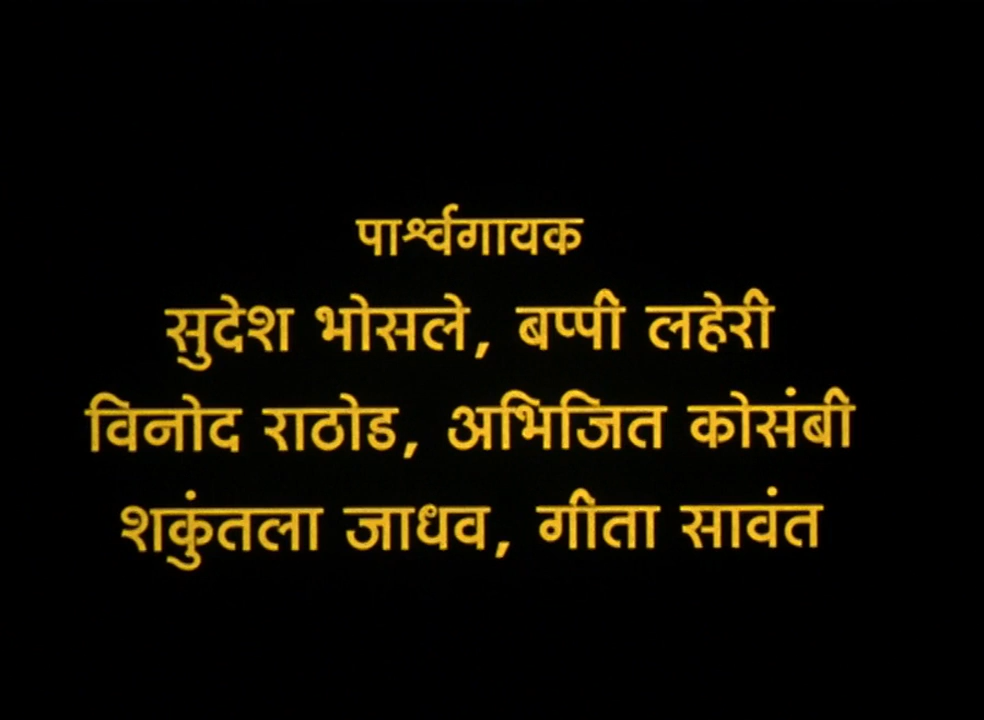 पार्श्वगायक
सुदेश भोसले, बप्पी लहेरी
विनोद राठोड, अभिजित कोसंबी
शकुंतला जाधव, गीता सावंत